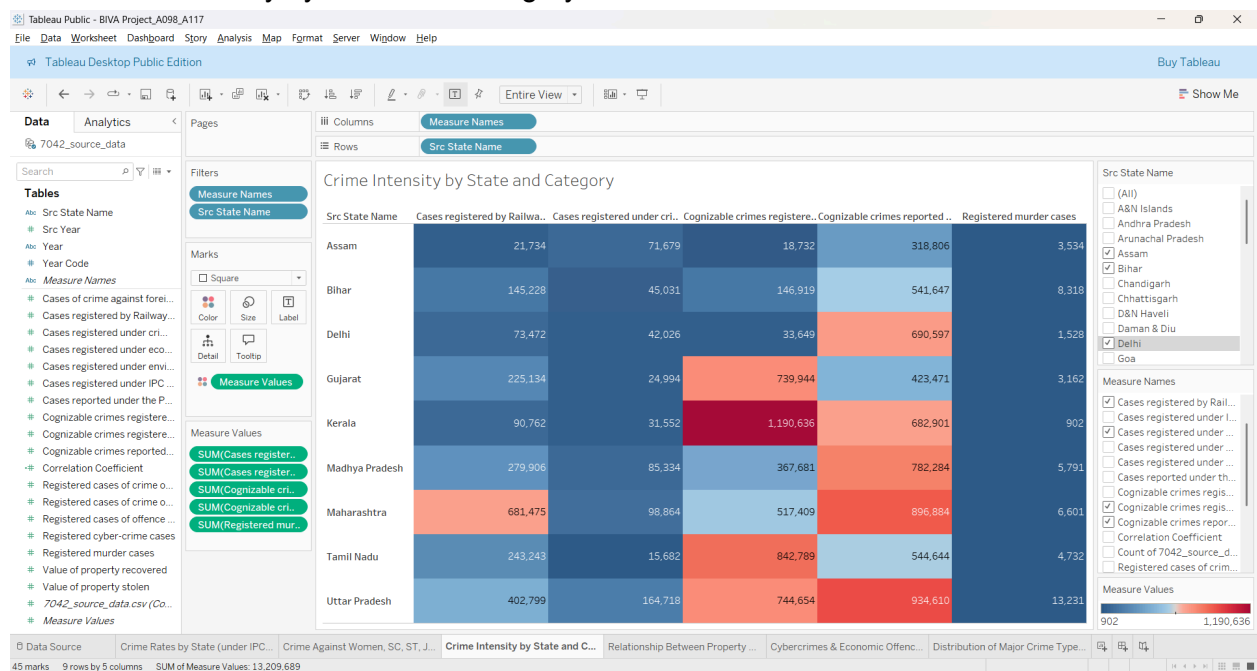 Tableau Public - BIVA Project_A098_A117
File Data Worksheet Dashboard Story Analysis Map Format Server Window Help
Tableau Desktop Public Edition
Buy Tableau
Entire View
Show Me
Data Analytics
7042_source_data
Search
Tables
Abc Src State Name
# Src Year
Abc Year
# Year Code
Abc Measure Names
# Cases of crime against forei...
# Cases registered by Railway...
# Cases registered under cri...
# Cases registered under eco...
# Cases registered under envi...
# Cases registered under IPC ...
# Cases reported under the P...
# Cognizable crimes registere...
# Cognizable crimes registere...
# Cognizable crimes reported...
=# Correlation Coefficient
# Registered cases of crime o...
# Registered cases of crime o...
# Registered cases of offence ...
# Registered cyber-crime cases
# Registered murder cases
# Value of property recovered
# Value of property stolen
# 7042_source_data.csv (Co...
# Measure Values
Pages
Filters
Measure Names
Src State Name
Marks
Square
Color Size Label
Detail Tooltip
Measure Values
Measure Values
SUM(Cases register..
SUM(Cases register..
SUM(Cognizable cri..
SUM(Cognizable cri..
SUM(Registered mur..
Columns Measure Names
Rows Src State Name
Crime Intensity by State and Category
Src State Name Cases registered by Railwa.. Cases registered under cri.. Cognizable crimes registere.. Cognizable crimes reported .. Registered murder cases
Assam 21,734 71,679 18,732 318,806 3,534
Bihar 145,228 45,031 146,919 541,647 8,318
Delhi 73,472 42,026 33,649 690,597 1,528
Gujarat 225,134 24,994 739,944 423,471 3,162
Kerala 90,762 31,552 1,190,636 682,901 902
Madhya Pradesh 279,906 85,334 367,681 782,284 5,791
Maharashtra 681,475 98,864 517,409 896,884 6,601
Tamil Nadu 243,243 15,682 842,789 544,644 4,732
Uttar Pradesh 402,799 164,718 744,654 934,610 13,231
Src State Name
(All)
A&N Islands
Andhra Pradesh
Arunachal Pradesh
Assam
Bihar
Chandigarh
Chhattisgarh
D&N Haveli
Daman & Diu
Delhi
Goa
Measure Names
Cases registered by Rail...
Cases registered under I...
Cases registered under ...
Cases registered under ...
Cases registered under ...
Cases reported under th...
Cognizable crimes regis...
Cognizable crimes regis...
Cognizable crimes repor...
Correlation Coefficient
Count of 7042_source_d...
Registered cases of crim...
Measure Values
902 1,190,636
Data Source Crime Rates by State (under IPC... Crime Against Women, SC, ST, J... Crime Intensity by State and C... Relationship Between Property ... Cybercrimes & Economic Offenc... Distribution of Major Crime Type...
45 marks 9 rows by 5 columns SUM of Measure Values: 13,209,689